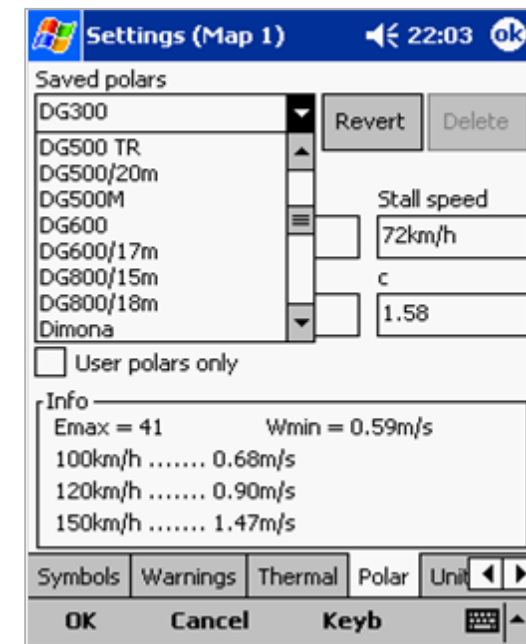 Settings (Map 1) 22:03 ok
Saved polars
DG300
Revert
Delete
DG500 TR
DG500/20m
DG500M
DG600
DG600/17m
DG800/15m
DG800/18m
Dimona
Stall speed
72km/h
c
1.58
User polars only
Info
Emax = 41 Wmin = 0.59m/s
100km/h ....... 0.68m/s
120km/h ....... 0.90m/s
150km/h ....... 1.47m/s
Symbols Warnings Thermal Polar Unit
OK Cancel Keyb